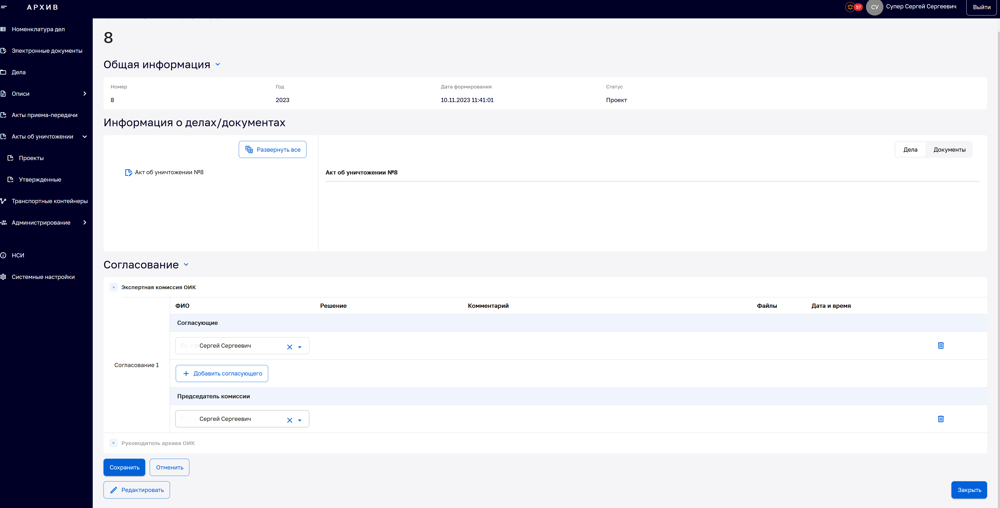 АРХИВ
57
СУ
Супер Сергей Сергеевич
Выйти
Номенклатура дел
Электронные документы
Дела
Описи
Акты приема-передачи
Акты об уничтожении
Проекты
Утвержденные
Транспортные контейнеры
Администрирование
НСИ
Системные настройки
8
Общая информация
Номер
Год
Дата формирования
Статус
8
2023
10.11.2023 11:41:01
Проект
Информация о делах/документах
Развернуть все
Дела
Документы
Акт об уничтожении №8
Акт об уничтожении №8
Согласование
Экспертная комиссия ОИК
ФИО
Решение
Комментарий
Файлы
Дата и время
Согласующие
Сергей Сергеевич
Согласование 1
Добавить согласующего
Председатель комиссии
Сергей Сергеевич
Руководитель архива ОИК
Сохранить
Отменить
Редактировать
Закрыть